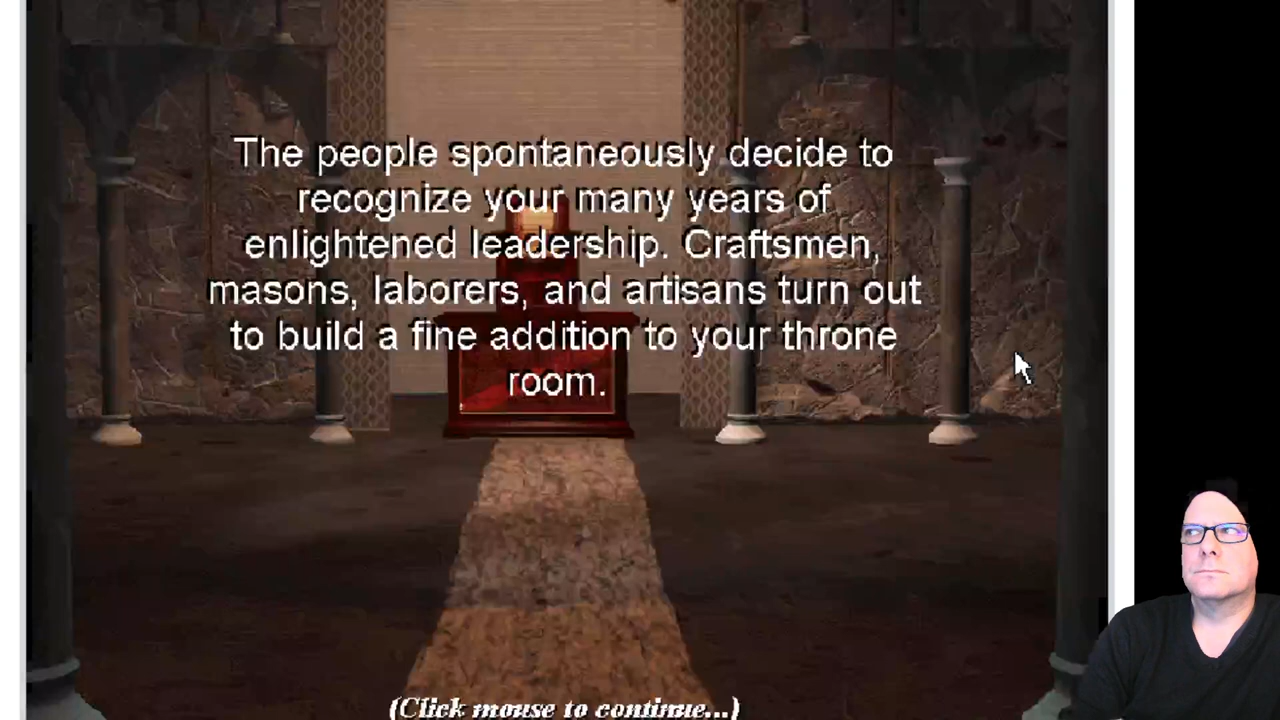 The people spontaneously decide to
recognize your many years of
enlightened leadership. Craftsmen,
masons, laborers, and artisans turn out
to build a fine addition to your throne
room.
(Click mouse to continue...)